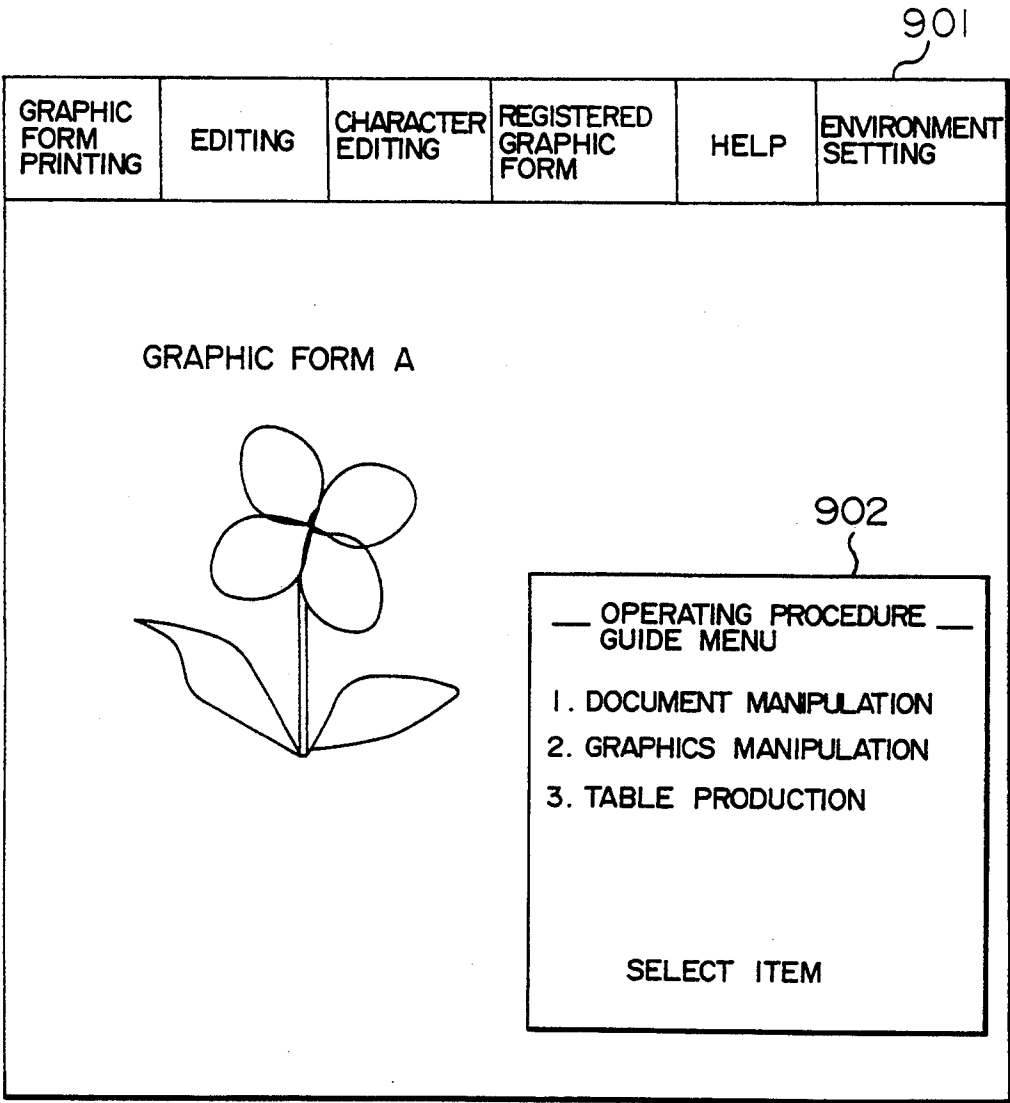 901
GRAPHIC
FORM
PRINTING
EDITING
CHARACTER
EDITING
REGISTERED
GRAPHIC
FORM
HELP
ENVIRONMENT
SETTING
GRAPHIC FORM A
902
— OPERATING PROCEDURE —
GUIDE MENU
1. DOCUMENT MANIPULATION
2. GRAPHICS MANIPULATION
3. TABLE PRODUCTION
SELECT ITEM